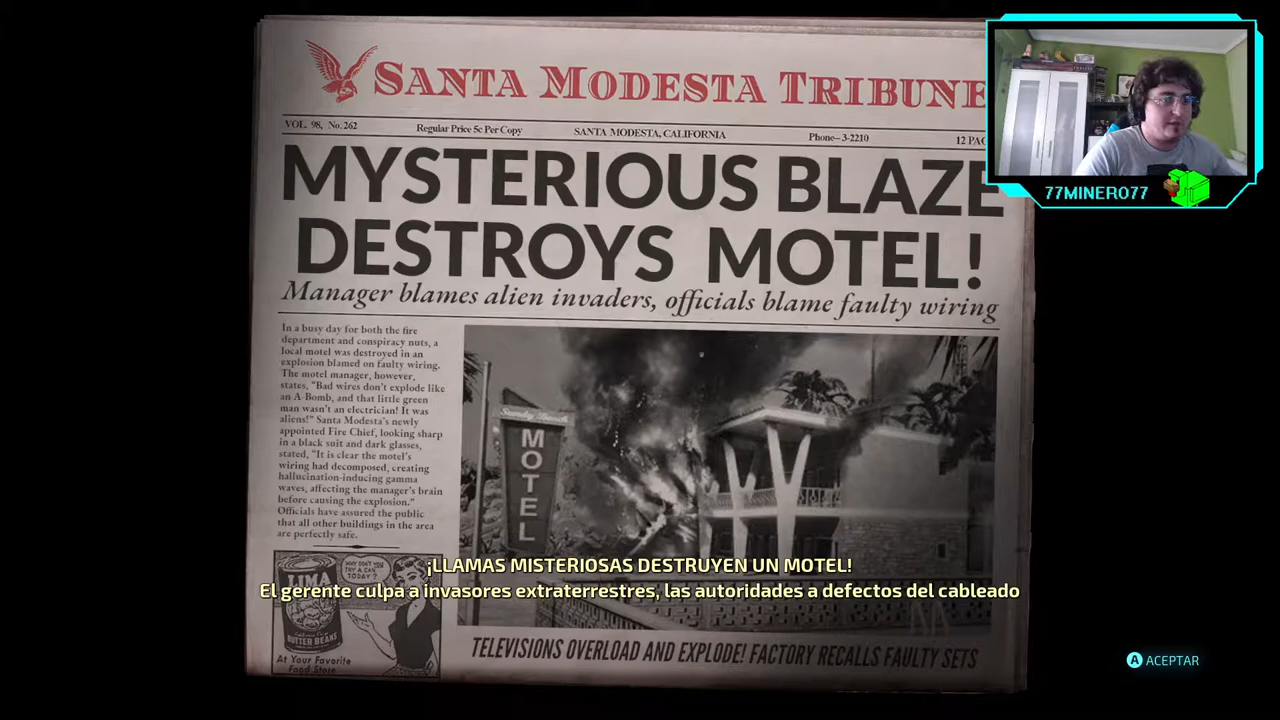 SANTA MODESTA TRIBUNE
VOL. 98, No. 262
Regular Price 5c Per Copy
SANTA MODESTA, CALIFORNIA
Phone—3-2210
12
MYSTERIOUS BLAZE
DESTROYS MOTEL!
Manager blames alien invaders, officials blame faulty wiring
In a busy day for both the fire
department and conspiracy nuts, a
local motel was destroyed in an
explosion blamed on faulty wiring.
The motel manager, however,
states, "Bad wires don't explode like
an A-Bomb, and that little green
man wasn't an electrician! It was
aliens!" Santa Modesta's newly
appointed Fire Chief, looking sharp
in a black suit and dark glasses,
stated, "It is clear the motel's
wiring had decomposed, creating
hallucination-inducing gamma
waves, affecting the manager's brain
before causing the explosion."
Officials have assured the public
that all other buildings in the area
are perfectly safe.
MOTEL
WHY DON'T YOU
TRY A CAN
TODAY?
LIMA
BUTTER BEANS
At Your Favorite
Food Store
¡LLAMAS MISTERIOSAS DESTRUYEN UN MOTEL!
El gerente culpa a invasores extraterrestres, las autoridades a defectos del cableado
TELEVISIONS OVERLOAD AND EXPLODE! FACTORY RECALLS FAULTY SETS
77MINERO77
A ACEPTAR